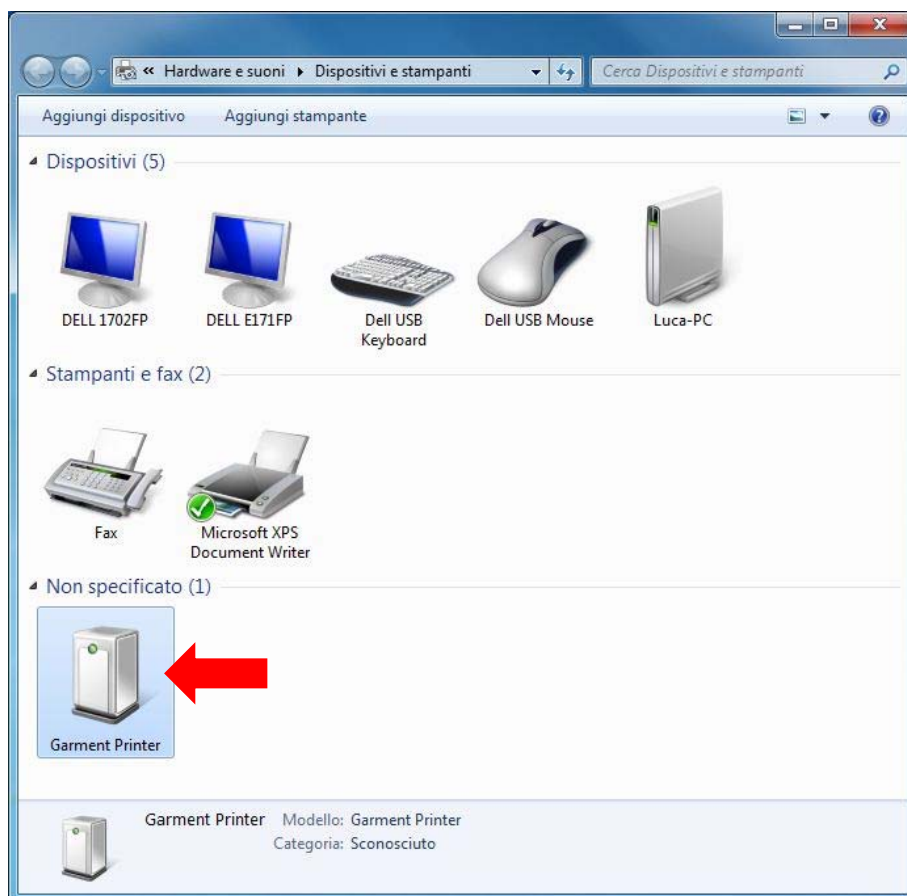 « Hardware e suoni ▸ Dispositivi e stampanti
Cerca Dispositivi e stampanti
Aggiungi dispositivo Aggiungi stampante
Dispositivi (5)
DELL 1702FP
DELL E171FP
Dell USB
Keyboard
Dell USB Mouse
Luca-PC
Stampanti e fax (2)
Fax
Microsoft XPS
Document Writer
Non specificato (1)
Garment Printer
Garment Printer Modello: Garment Printer
Categoria: Sconosciuto